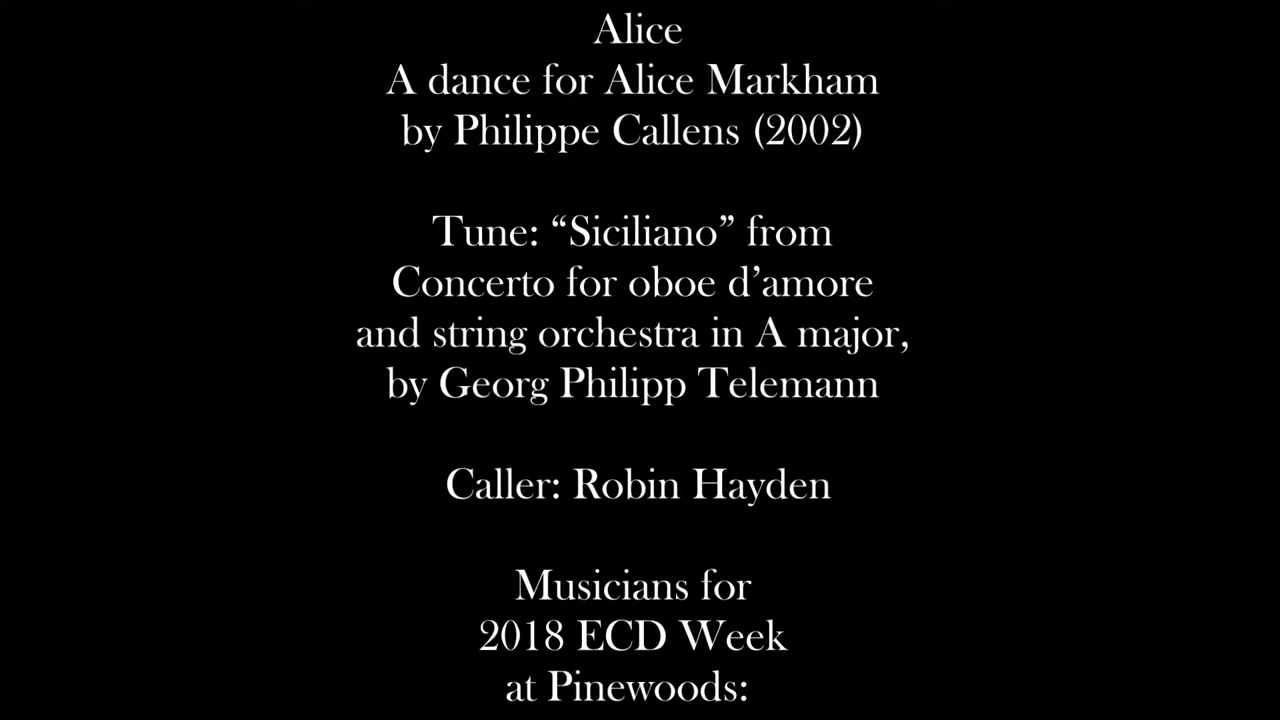 Alice
A dance for Alice Markham
by Philippe Callens (2002)
Tune: “Siciliano” from
Concerto for oboe d’amore
and string orchestra in A major,
by Georg Philipp Telemann
Caller: Robin Hayden
Musicians for
2018 ECD Week
at Pinewoods: